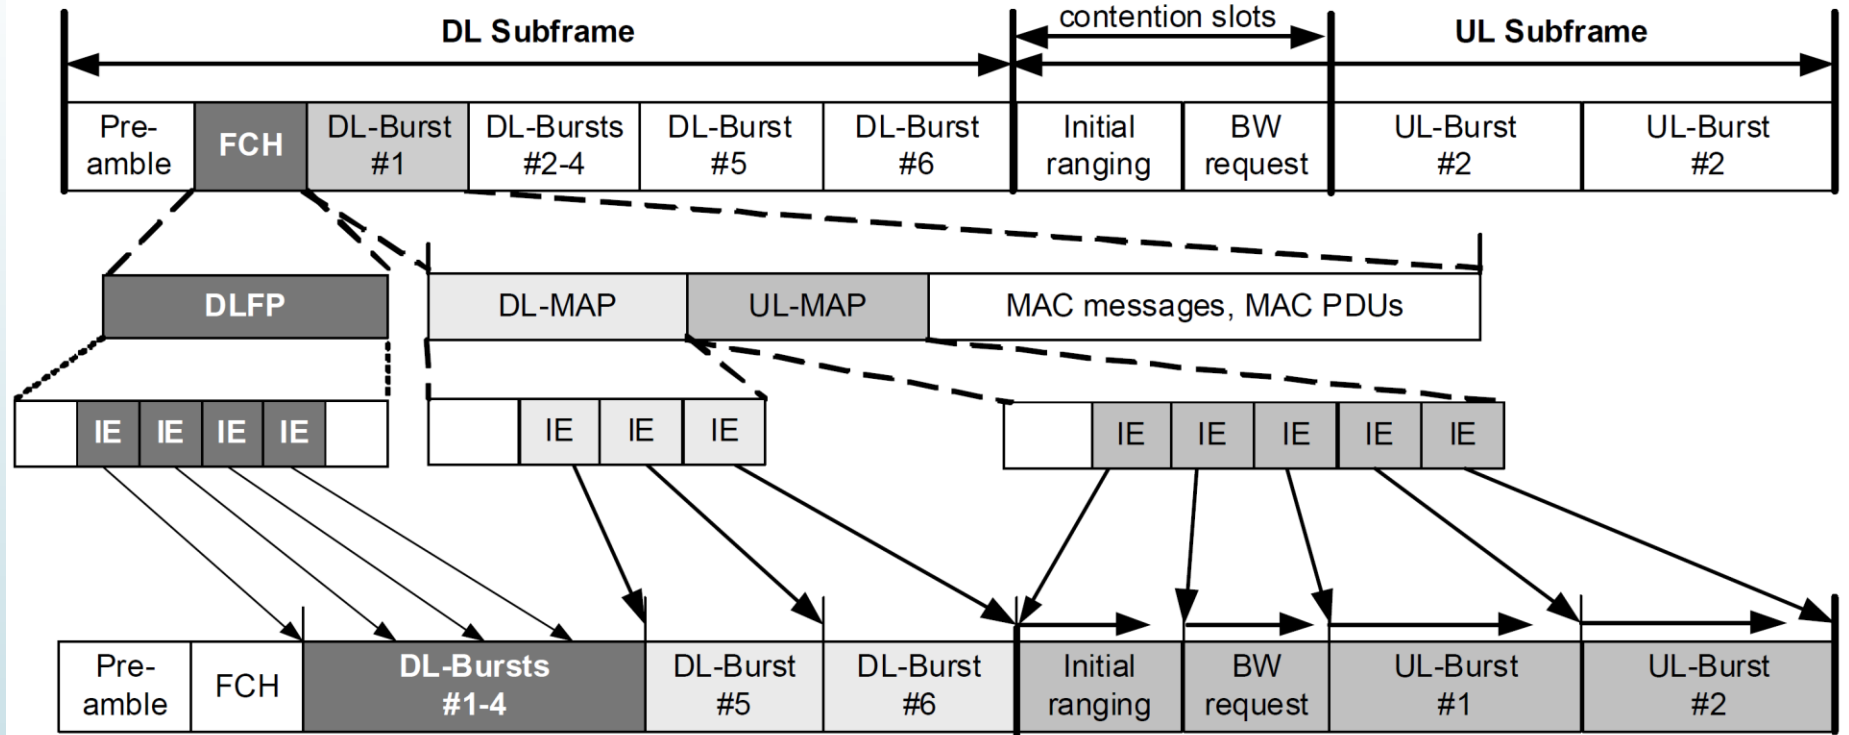 DL Subframe
contention slots
UL Subframe
Pre-
amble
FCH
DL-Burst
#1
DL-Bursts
#2-4
DL-Burst
#5
DL-Burst
#6
Initial
ranging
BW
request
UL-Burst
#2
UL-Burst
#2
DLFP
DL-MAP
UL-MAP
MAC messages, MAC PDUs
IE
IE
IE
IE
IE
IE
IE
IE
IE
IE
IE
IE
Pre-
amble
FCH
DL-Bursts
#1-4
DL-Burst
#5
DL-Burst
#6
Initial
ranging
BW
request
UL-Burst
#1
UL-Burst
#2